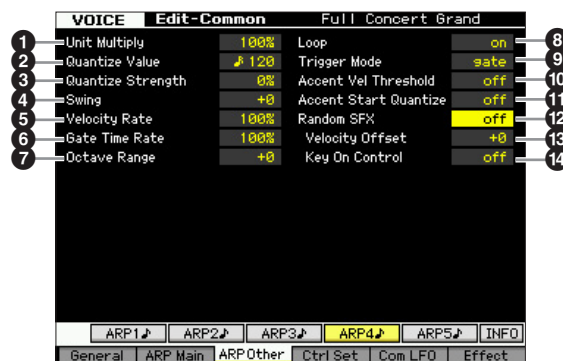 VOICE Edit-Common Full Concert Grand
1 Unit Multiply 100% Loop on 8
2 Quantize Value ♪ 120 Trigger Mode gate 9
3 Quantize Strength 0% Accent Vel Threshold off 10
4 Swing +0 Accent Start Quantize off 11
5 Velocity Rate 100% Random SFX off 12
6 Gate Time Rate 100% Velocity Offset +0 13
7 Octave Range +0 Key On Control off 14
ARP1♪ ARP2♪ ARP3♪ ARP4♪ ARP5♪ INFO
General ARP Main ARP Other Ctrl Set Com LFO Effect